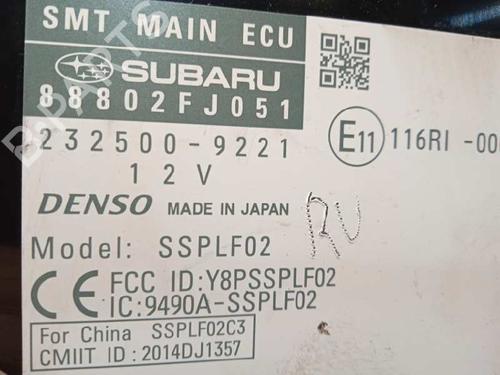 SMT MAIN ECU
SUBARU
88802FJ051
232500-9221
12V
E11 116RI -00
DENSO MADE IN JAPAN
RV
Model: SSPLF02
CE FCC ID:Y8PSSPLF02
IC:9490A-SSPLF02
For China SSPLF02C3
CMIIT ID : 2014DJ1357
B-PARTS